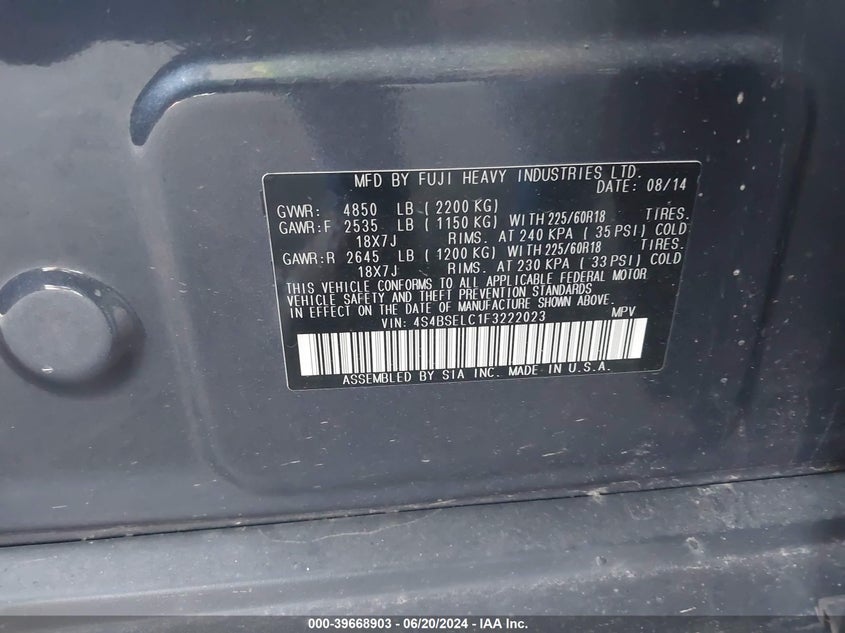 MFD BY FUJI HEAVY INDUSTRIES LTD.
DATE: 08/14
GVWR: 4850 LB ( 2200 KG)
GAWR:F 2535 LB ( 1150 KG) WITH 225/60R18 TIRES.
18X7J RIMS. AT 240 KPA ( 35 PSI) COLD
GAWR:R 2645 LB ( 1200 KG) WITH 225/60R18 TIRES.
18X7J RIMS. AT 230 KPA ( 33 PSI) COLD
THIS VEHICLE CONFORMS TO ALL APPLICABLE FEDERAL MOTOR
VEHICLE SAFETY AND THEFT PREVENTION STANDARDS
IN EFFECT ON THE DATE OF MANUFACTURE SHOWN ABOVE.
VIN: 4S4BSELC1F3222023 MPV
ASSEMBLED BY SIA INC. MADE IN U.S.A.
000-39668903 - 06/20/2024 - IAA Inc.